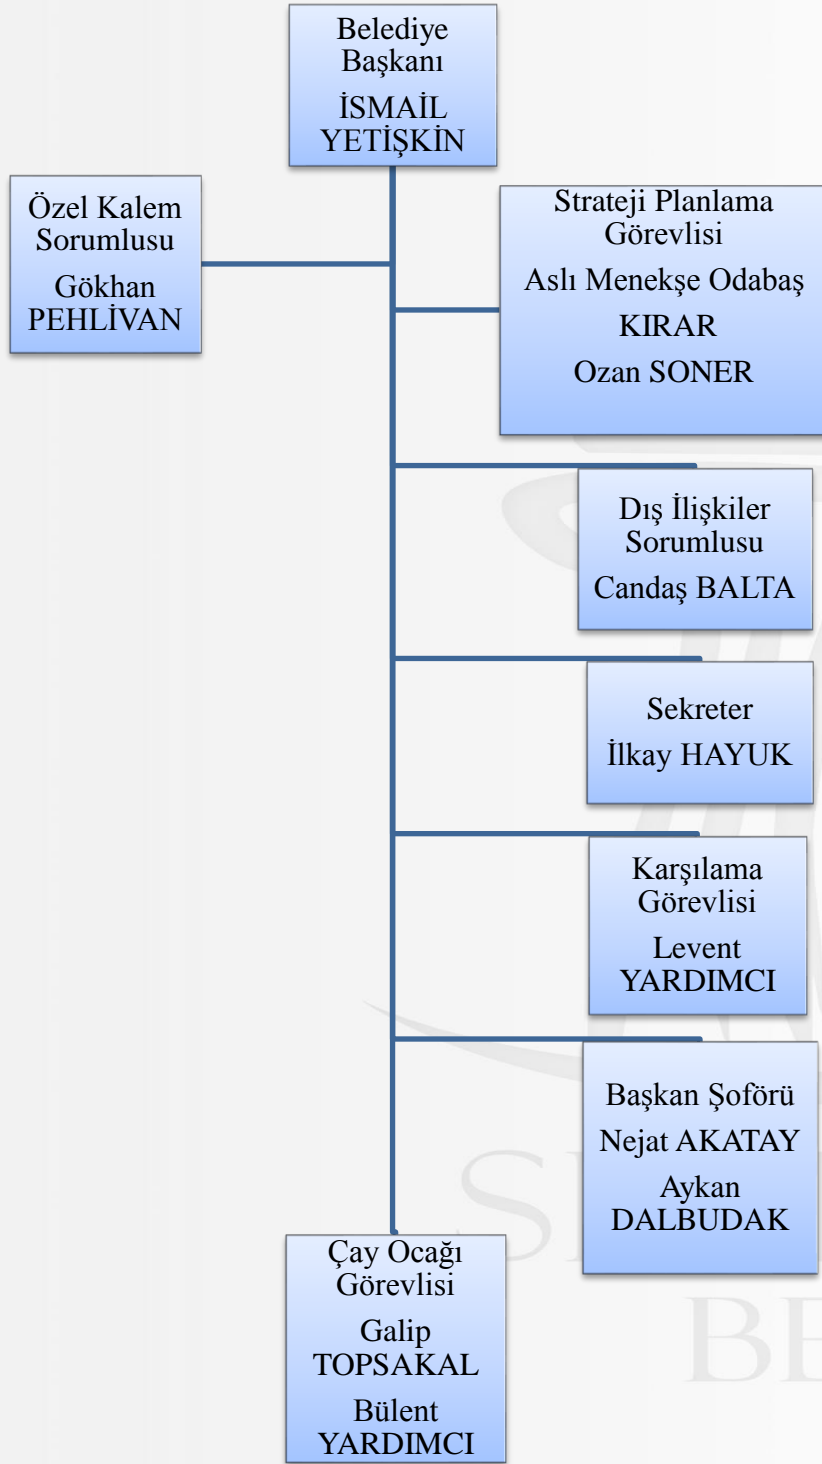 Belediye
Başkanı
İSMAİL
YETİŞKİN
Özel Kalem
Sorumlusu
Gökhan
PEHLİVAN
Strateji Planlama
Görevlisi
Aslı Menekşe Odabaş
KIRAR
Ozan SONER
Dış İlişkiler
Sorumlusu
Candaş BALTA
Sekreter
İlkay HAYUK
Karşılama
Görevlisi
Levent
YARDIMCI
Başkan Şoförü
Nejat AKATAY
Aykan
DALBUDAK
Çay Ocağı
Görevlisi
Galip
TOPSAKAL
Bülent
YARDIMCI